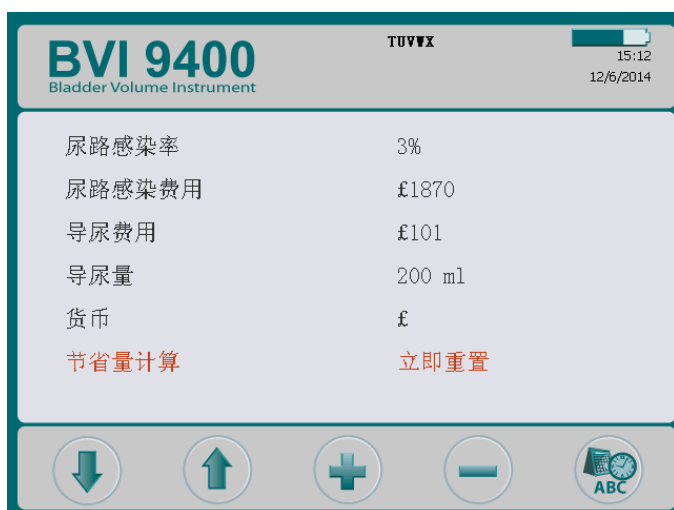 BVI 9400
Bladder Volume Instrument
TUVWX
15:12
12/6/2014
尿路感染率 3%
尿路感染费用 £1870
导尿费用 £101
导尿量 200 ml
货币 £
节省量计算 立即重置
ABC